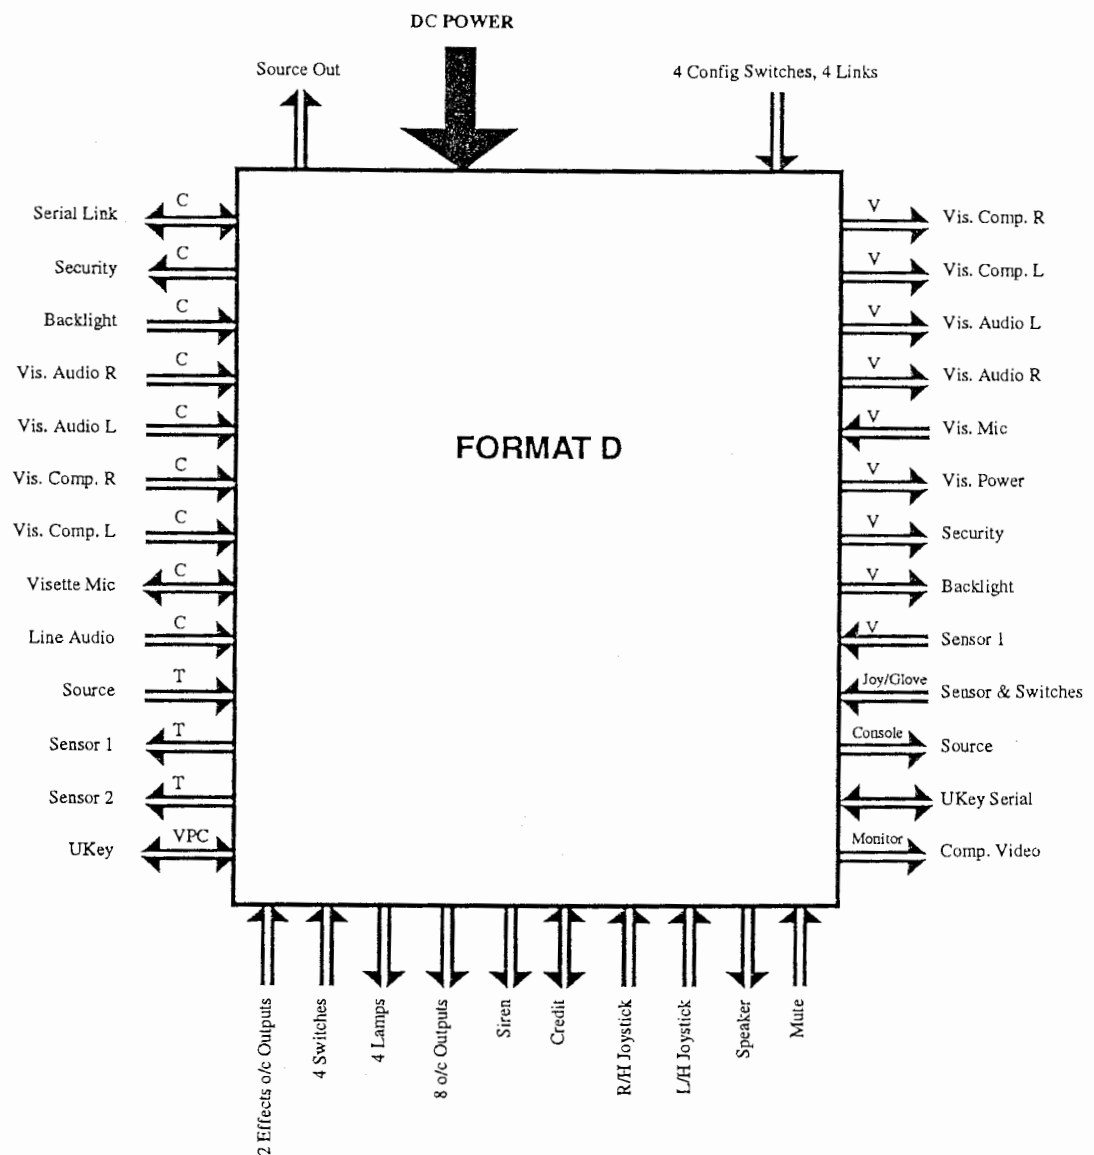 DC POWER
Source Out
4 Config Switches, 4 Links
Serial Link C
Security C
Backlight C
Vis. Audio R C
Vis. Audio L C
Vis. Comp. R C
Vis. Comp. L C
Visette Mic C
Line Audio C
Source T
Sensor 1 T
Sensor 2 T
UKey VPC
FORMAT D
V Vis. Comp. R
V Vis. Comp. L
V Vis. Audio L
V Vis. Audio R
V Vis. Mic
V Vis. Power
V Security
V Backlight
V Sensor 1
Joy/Glove Sensor & Switches
Console Source
UKey Serial
Monitor Comp. Video
2 Effects o/c Outputs
4 Switches
4 Lamps
8 o/c Outputs
Siren
Credit
R/H Joystick
L/H Joystick
Speaker
Mute